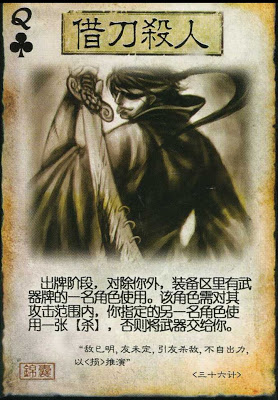 Q
借刀殺人
出牌阶段，对除你外，装备区里有武
器牌的一名角色使用。该角色需对其
攻击范围内，你指定的另一名角色使
用一张【杀】，否则将武器交给你。
“敌已明，友未定，引友杀敌，不自出力，
以<损>推演”
<三十六计>
錦囊